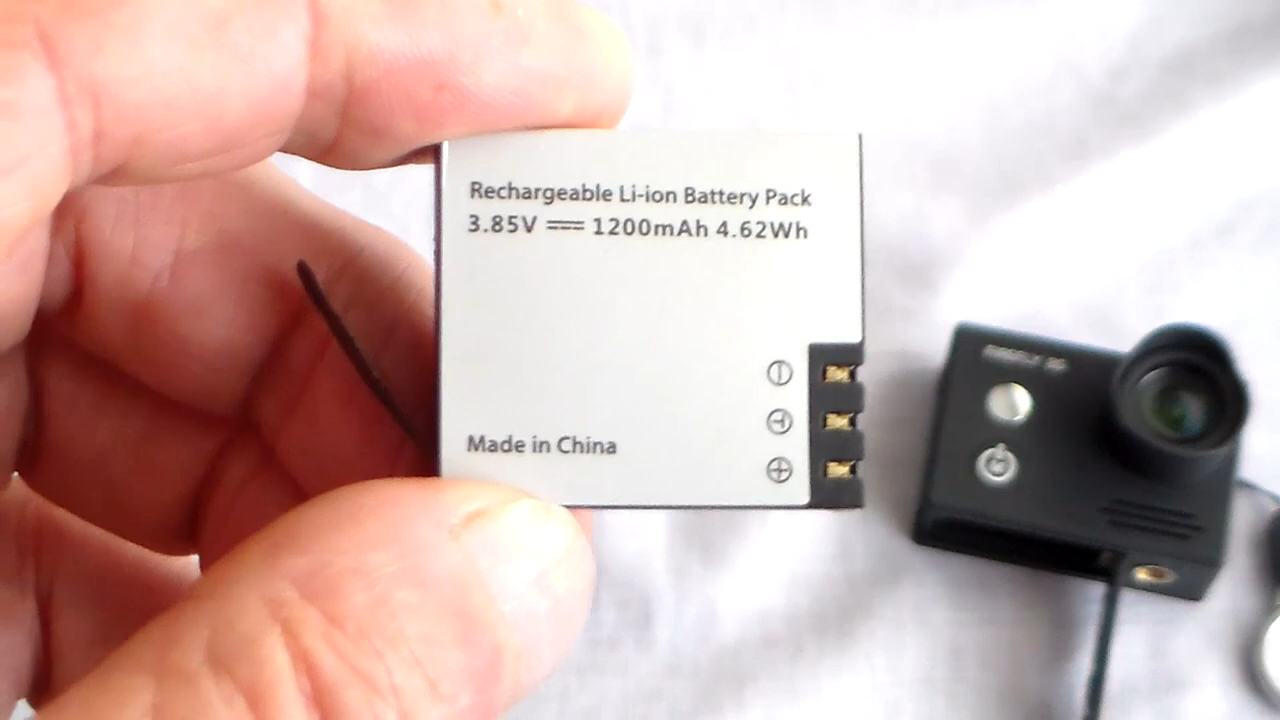 Rechargeable Li-ion Battery Pack
3.85V ⎓ 1200mAh 4.62Wh
Made in China